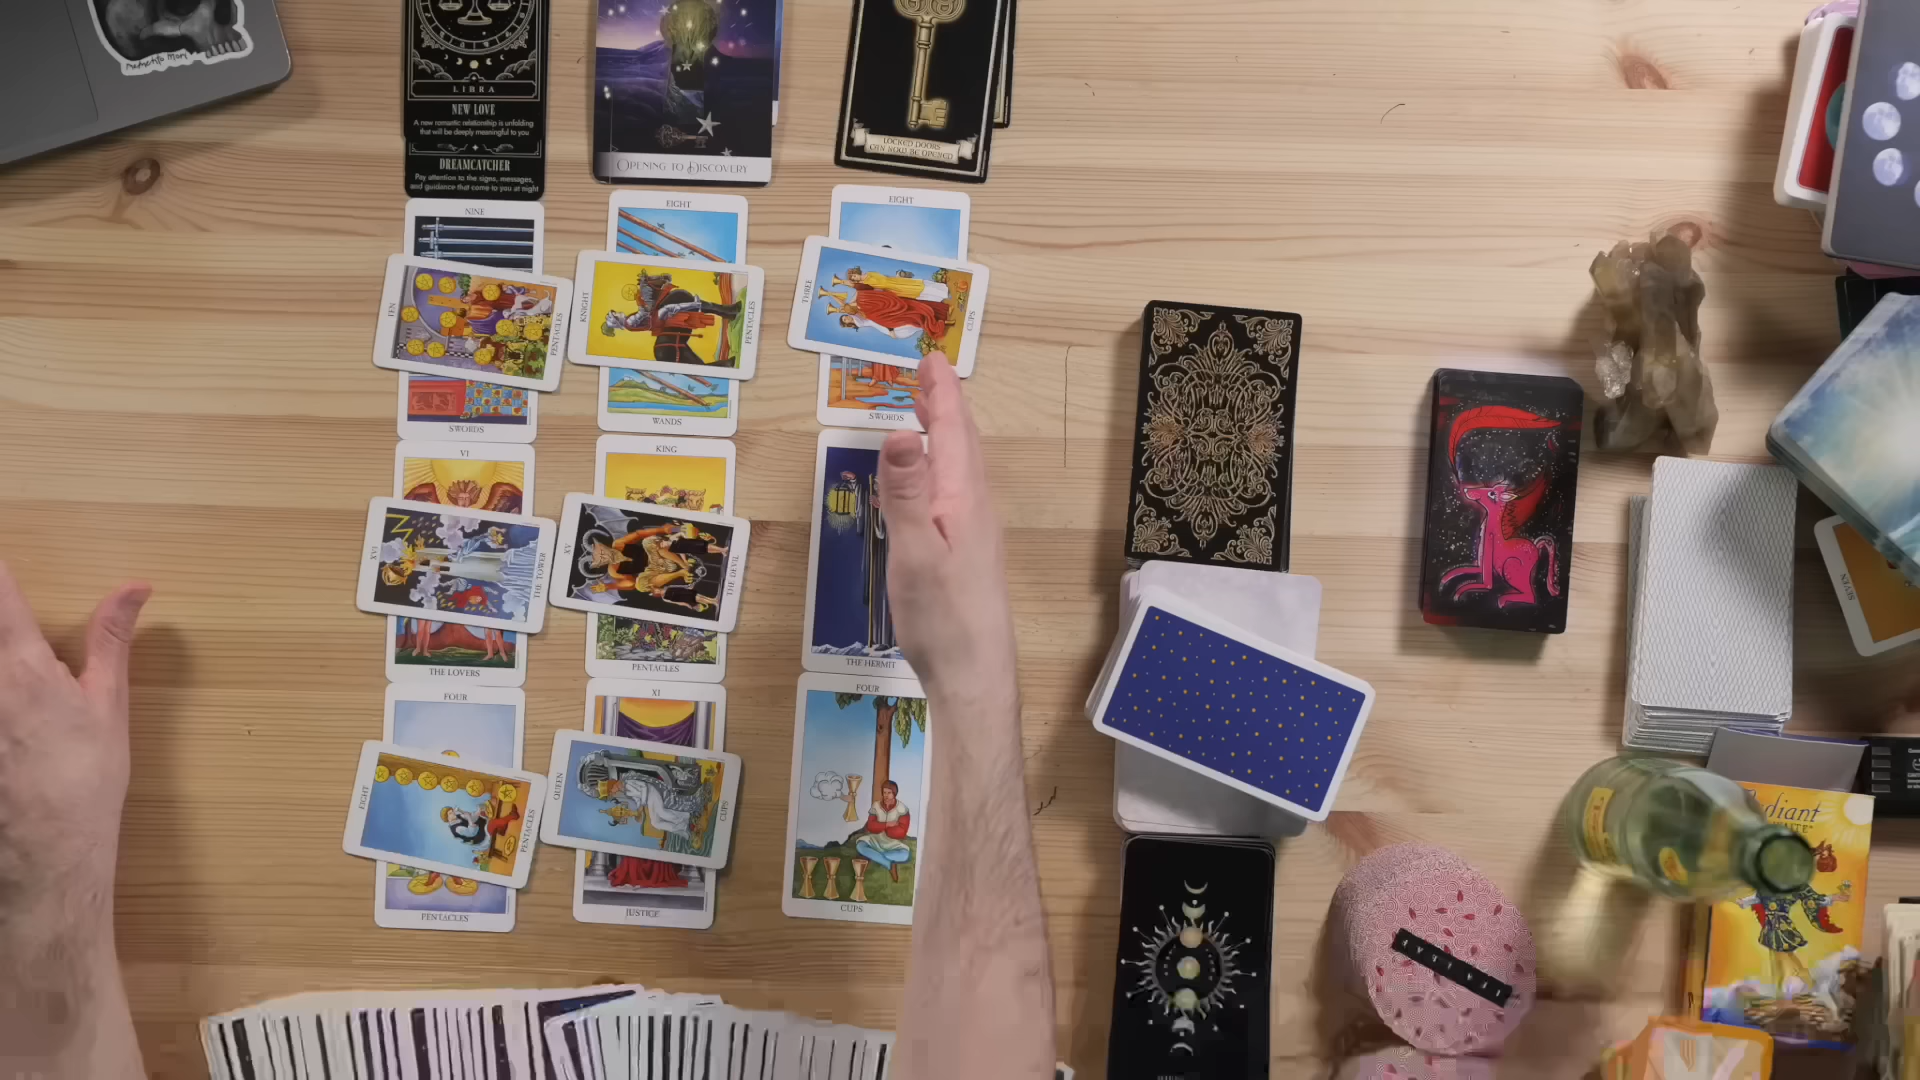 memento mori
LIBRA
NEW LOVE
A new romantic relationship is unfolding
that will be deeply meaningful to you
DREAMCATCHER
Pay attention to the signs, messages,
and guidance that come to you at night
OPENING TO DISCOVERY
LOCKED DOORS
CAN NOW BE OPENED
NINE
SWORDS
TEN
PENTACLES
EIGHT
WANDS
KNIGHT
PENTACLES
EIGHT
SWORDS
THREE
CUPS
VI
THE LOVERS
XVI
THE TOWER
KING
PENTACLES
XV
THE DEVIL
THE HERMIT
FOUR
PENTACLES
EIGHT
PENTACLES
XI
JUSTICE
QUEEN
CUPS
FOUR
CUPS
SEVEN